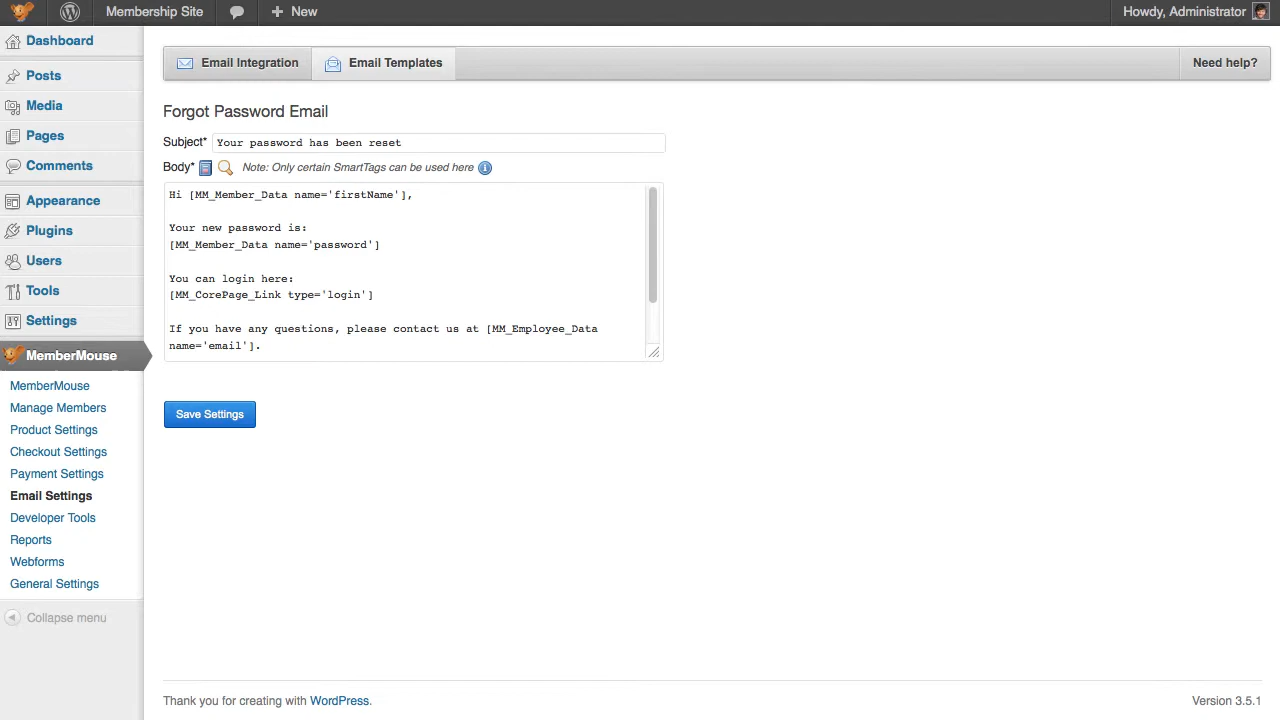 Membership Site
New
Howdy, Administrator
Dashboard
Posts
Media
Pages
Comments
Appearance
Plugins
Users
Tools
Settings
MemberMouse
MemberMouse
Manage Members
Product Settings
Checkout Settings
Payment Settings
Email Settings
Developer Tools
Reports
Webforms
General Settings
Collapse menu
Email Integration
Email Templates
Need help?
Forgot Password Email
Subject* Your password has been reset
Body* Note: Only certain SmartTags can be used here
Hi [MM_Member_Data name='firstName'],
Your new password is:
[MM_Member_Data name='password']
You can login here:
[MM_CorePage_Link type='login']
If you have any questions, please contact us at [MM_Employee_Data
name='email'].
Save Settings
Thank you for creating with WordPress.
Version 3.5.1